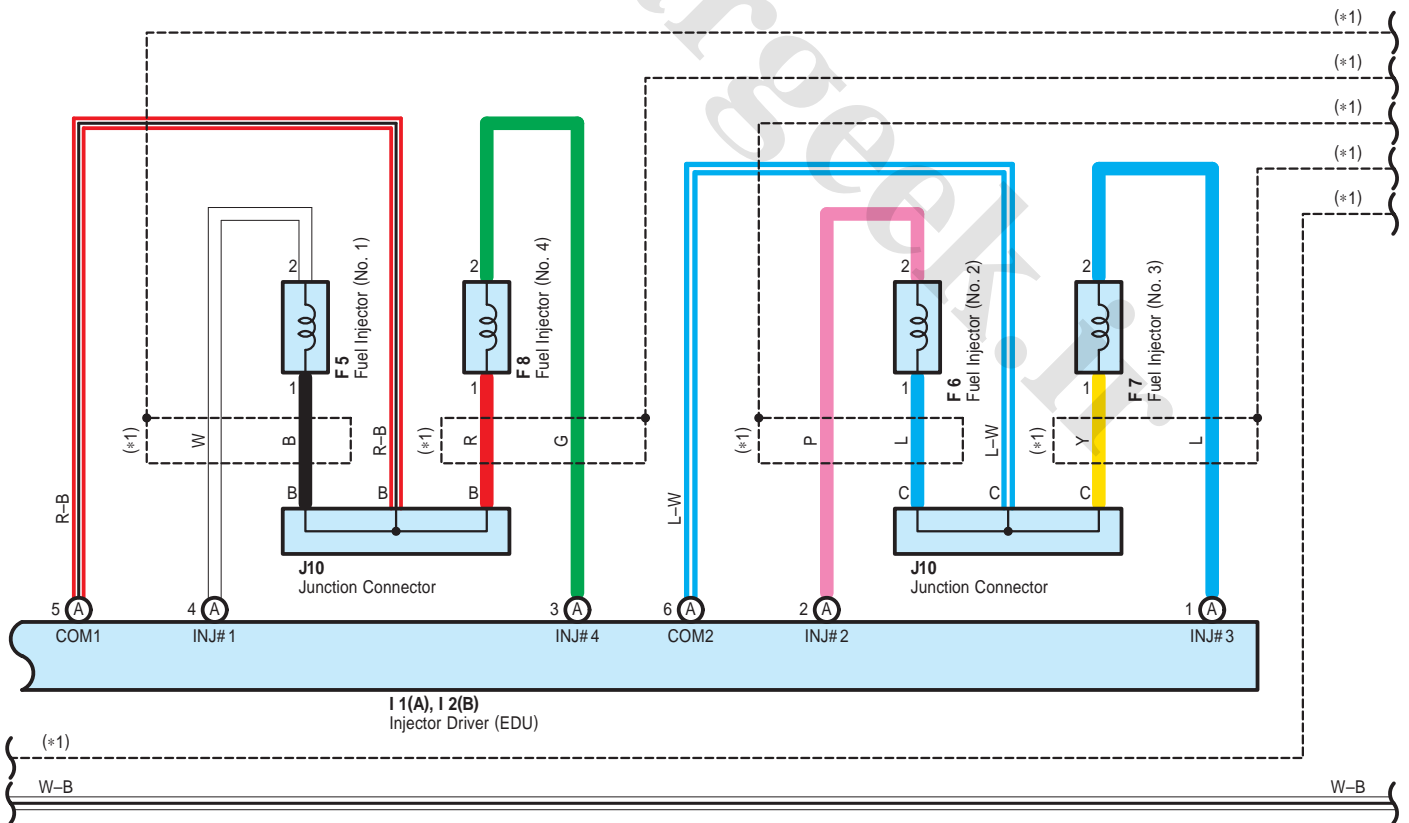 (*1)
(*1)
(*1)
(*1)
(*1)
2
F 5
Fuel Injector (No. 1)
1
2
F 8
Fuel Injector (No. 4)
1
2
F 6
Fuel Injector (No. 2)
1
2
F 7
Fuel Injector (No. 3)
1
(*1)
W
B
R–B
(*1)
R
G
(*1)
P
L
L–W
(*1)
Y
L
R–B
B
B
B
L–W
C
C
C
J10
Junction Connector
J10
Junction Connector
5 A
4 A
3 A
6 A
2 A
1 A
COM1
INJ# 1
INJ# 4
COM2
INJ# 2
INJ# 3
I 1(A), I 2(B)
Injector Driver (EDU)
(*1)
W–B
W–B
argeek.ir